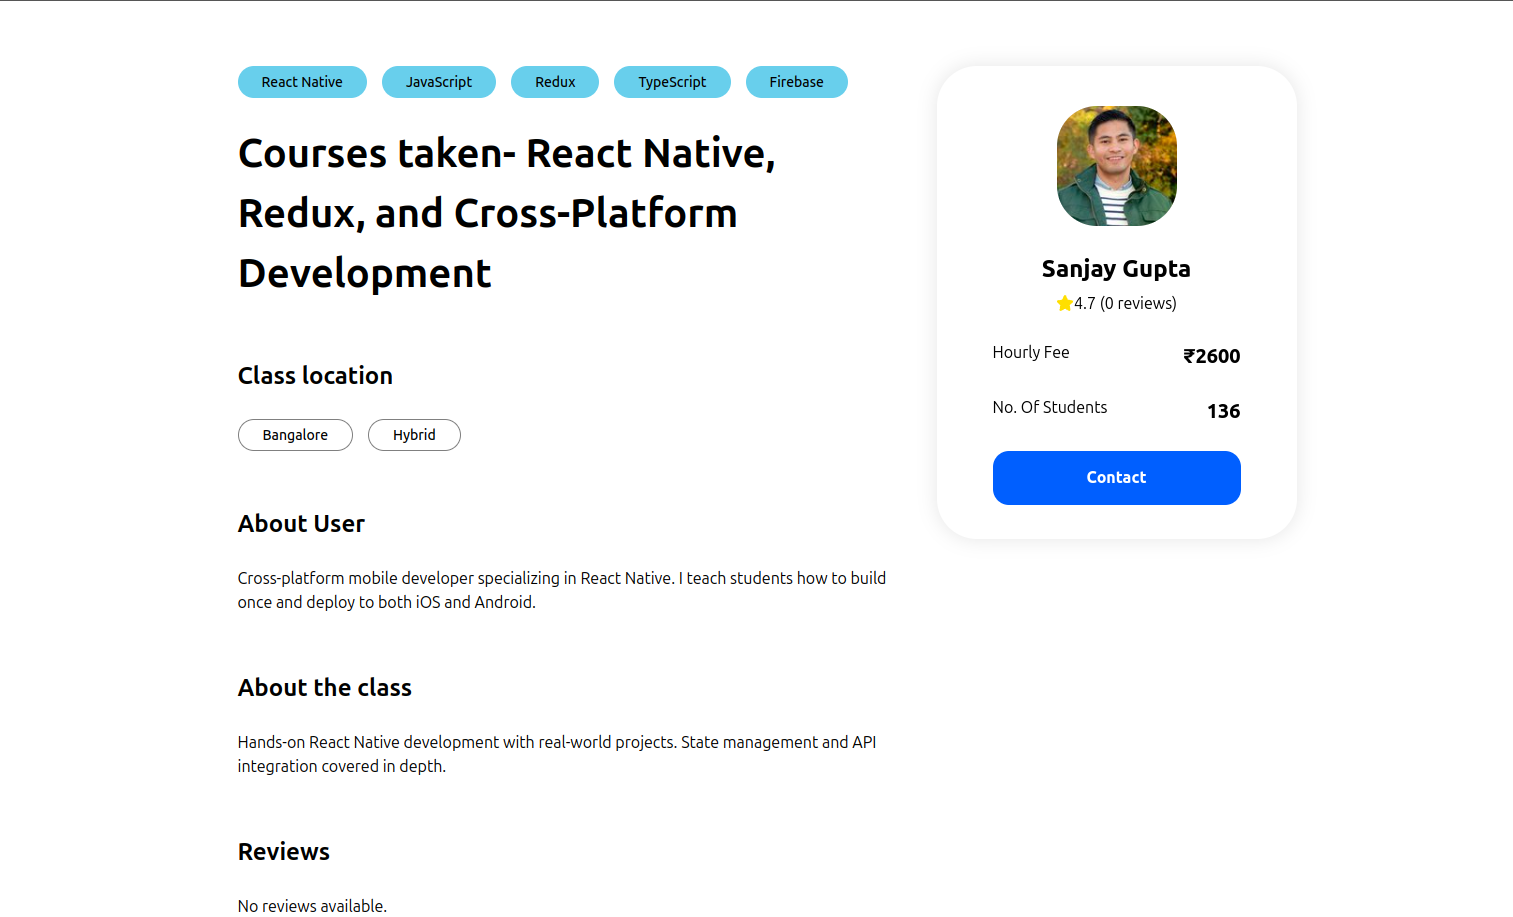 React Native
JavaScript
Redux
TypeScript
Firebase
Courses taken- React Native,
Redux, and Cross-Platform
Development
Class location
Bangalore
Hybrid
About User
Cross-platform mobile developer specializing in React Native. I teach students how to build
once and deploy to both iOS and Android.
About the class
Hands-on React Native development with real-world projects. State management and API
integration covered in depth.
Reviews
No reviews available.
Sanjay Gupta
4.7 (0 reviews)
Hourly Fee
₹2600
No. Of Students
136
Contact